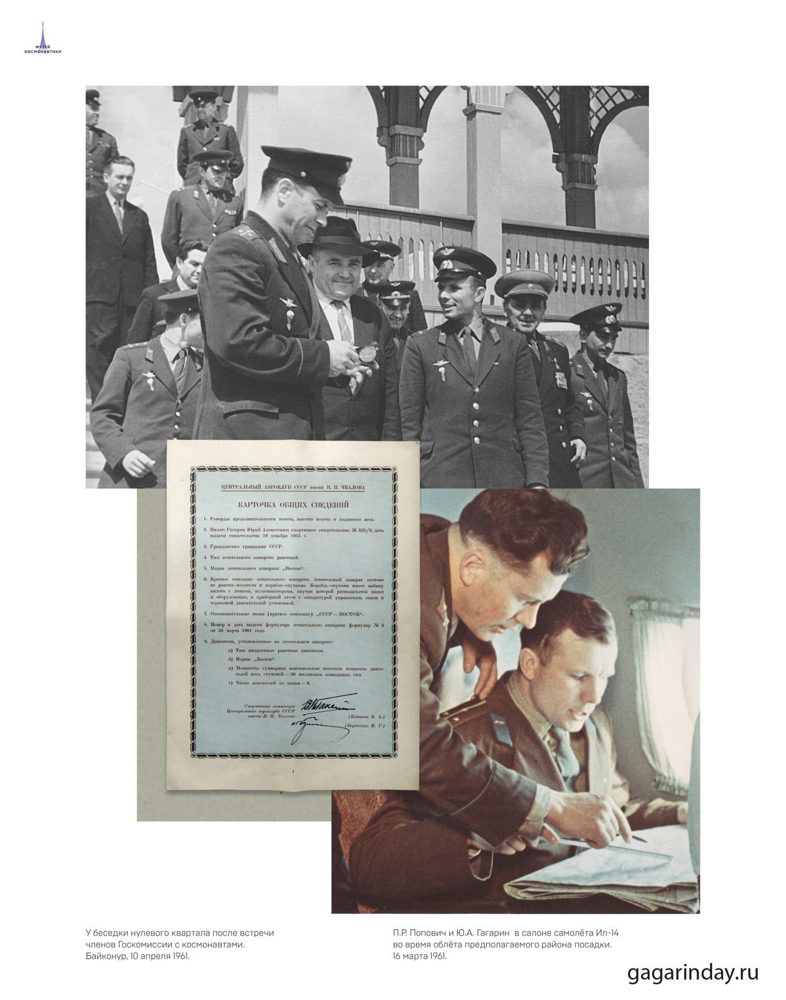 МУЗЕЙ
КОСМОНАВТИКИ
ЦЕНТРАЛЬНЫЙ АЭРОКЛУБ СССР имени В. П. ЧКАЛОВА
КАРТОЧКА ОБЩИХ СВЕДЕНИЙ
1. Рекорды: продолжительности полета, высоты полета и поднятого веса.
2. Пилот: Гагарин Юрий Алексеевич; спортивное свидетельство № 525/5; дата
выдачи свидетельства 16 декабря 1955 г.
3. Гражданство: гражданин СССР.
4. Тип летательного аппарата: ракетный.
5. Марка летательного аппарата: „Восток“.
6. Краткое описание летательного аппарата: летательный аппарат состоит
из ракеты-носителя и корабля-спутника. Корабль-спутник имеет кабину
пилота с люками, иллюминаторами, внутри которой располагается пилот
и оборудование, и приборный отсек с аппаратурой управления, связи и
тормозной двигательной установкой.
7. Опознавательные знаки (краткое описание): „СССР — ВОСТОК“.
8. Номер и дата выдачи формуляра летательного аппарата: формуляр № 3
от 25 марта 1961 года.
9. Двигатели, установленные на летательном аппарате:
а) Тип: жидкостные ракетные двигатели.
б) Марка: „Восток“.
в) Мощность: суммарная максимальная полезная мощность двига-
телей всех ступеней — 20 миллионов лошадиных сил.
г) Число двигателей по типам — 6.
Спортивные комиссары
Центрального аэроклуба СССР
имени В. П. Чкалова
(Плаксин В. А.)
(Борисенко И. Г.)
1
У беседки нулевого квартала после встречи
членов Госкомиссии с космонавтами.
Байконур, 10 апреля 1961.
П.Р. Попович и Ю.А. Гагарин в салоне самолёта Ил-14
во время облёта предполагаемого района посадки.
16 марта 1961.
gagarinday.ru